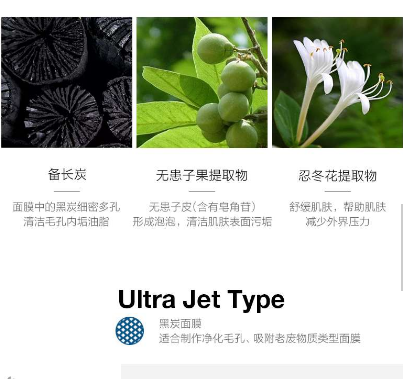 备长炭
面膜中的黑炭细密多孔
清洁毛孔内垢油脂
无患子果提取物
无患子皮(含有皂角苷)
形成泡泡，清洁肌肤表面污垢
忍冬花提取物
舒缓肌肤，帮助肌肤
减少外界压力
Ultra Jet Type
黑炭面膜
适合制作净化毛孔、吸附老废物质类型面膜